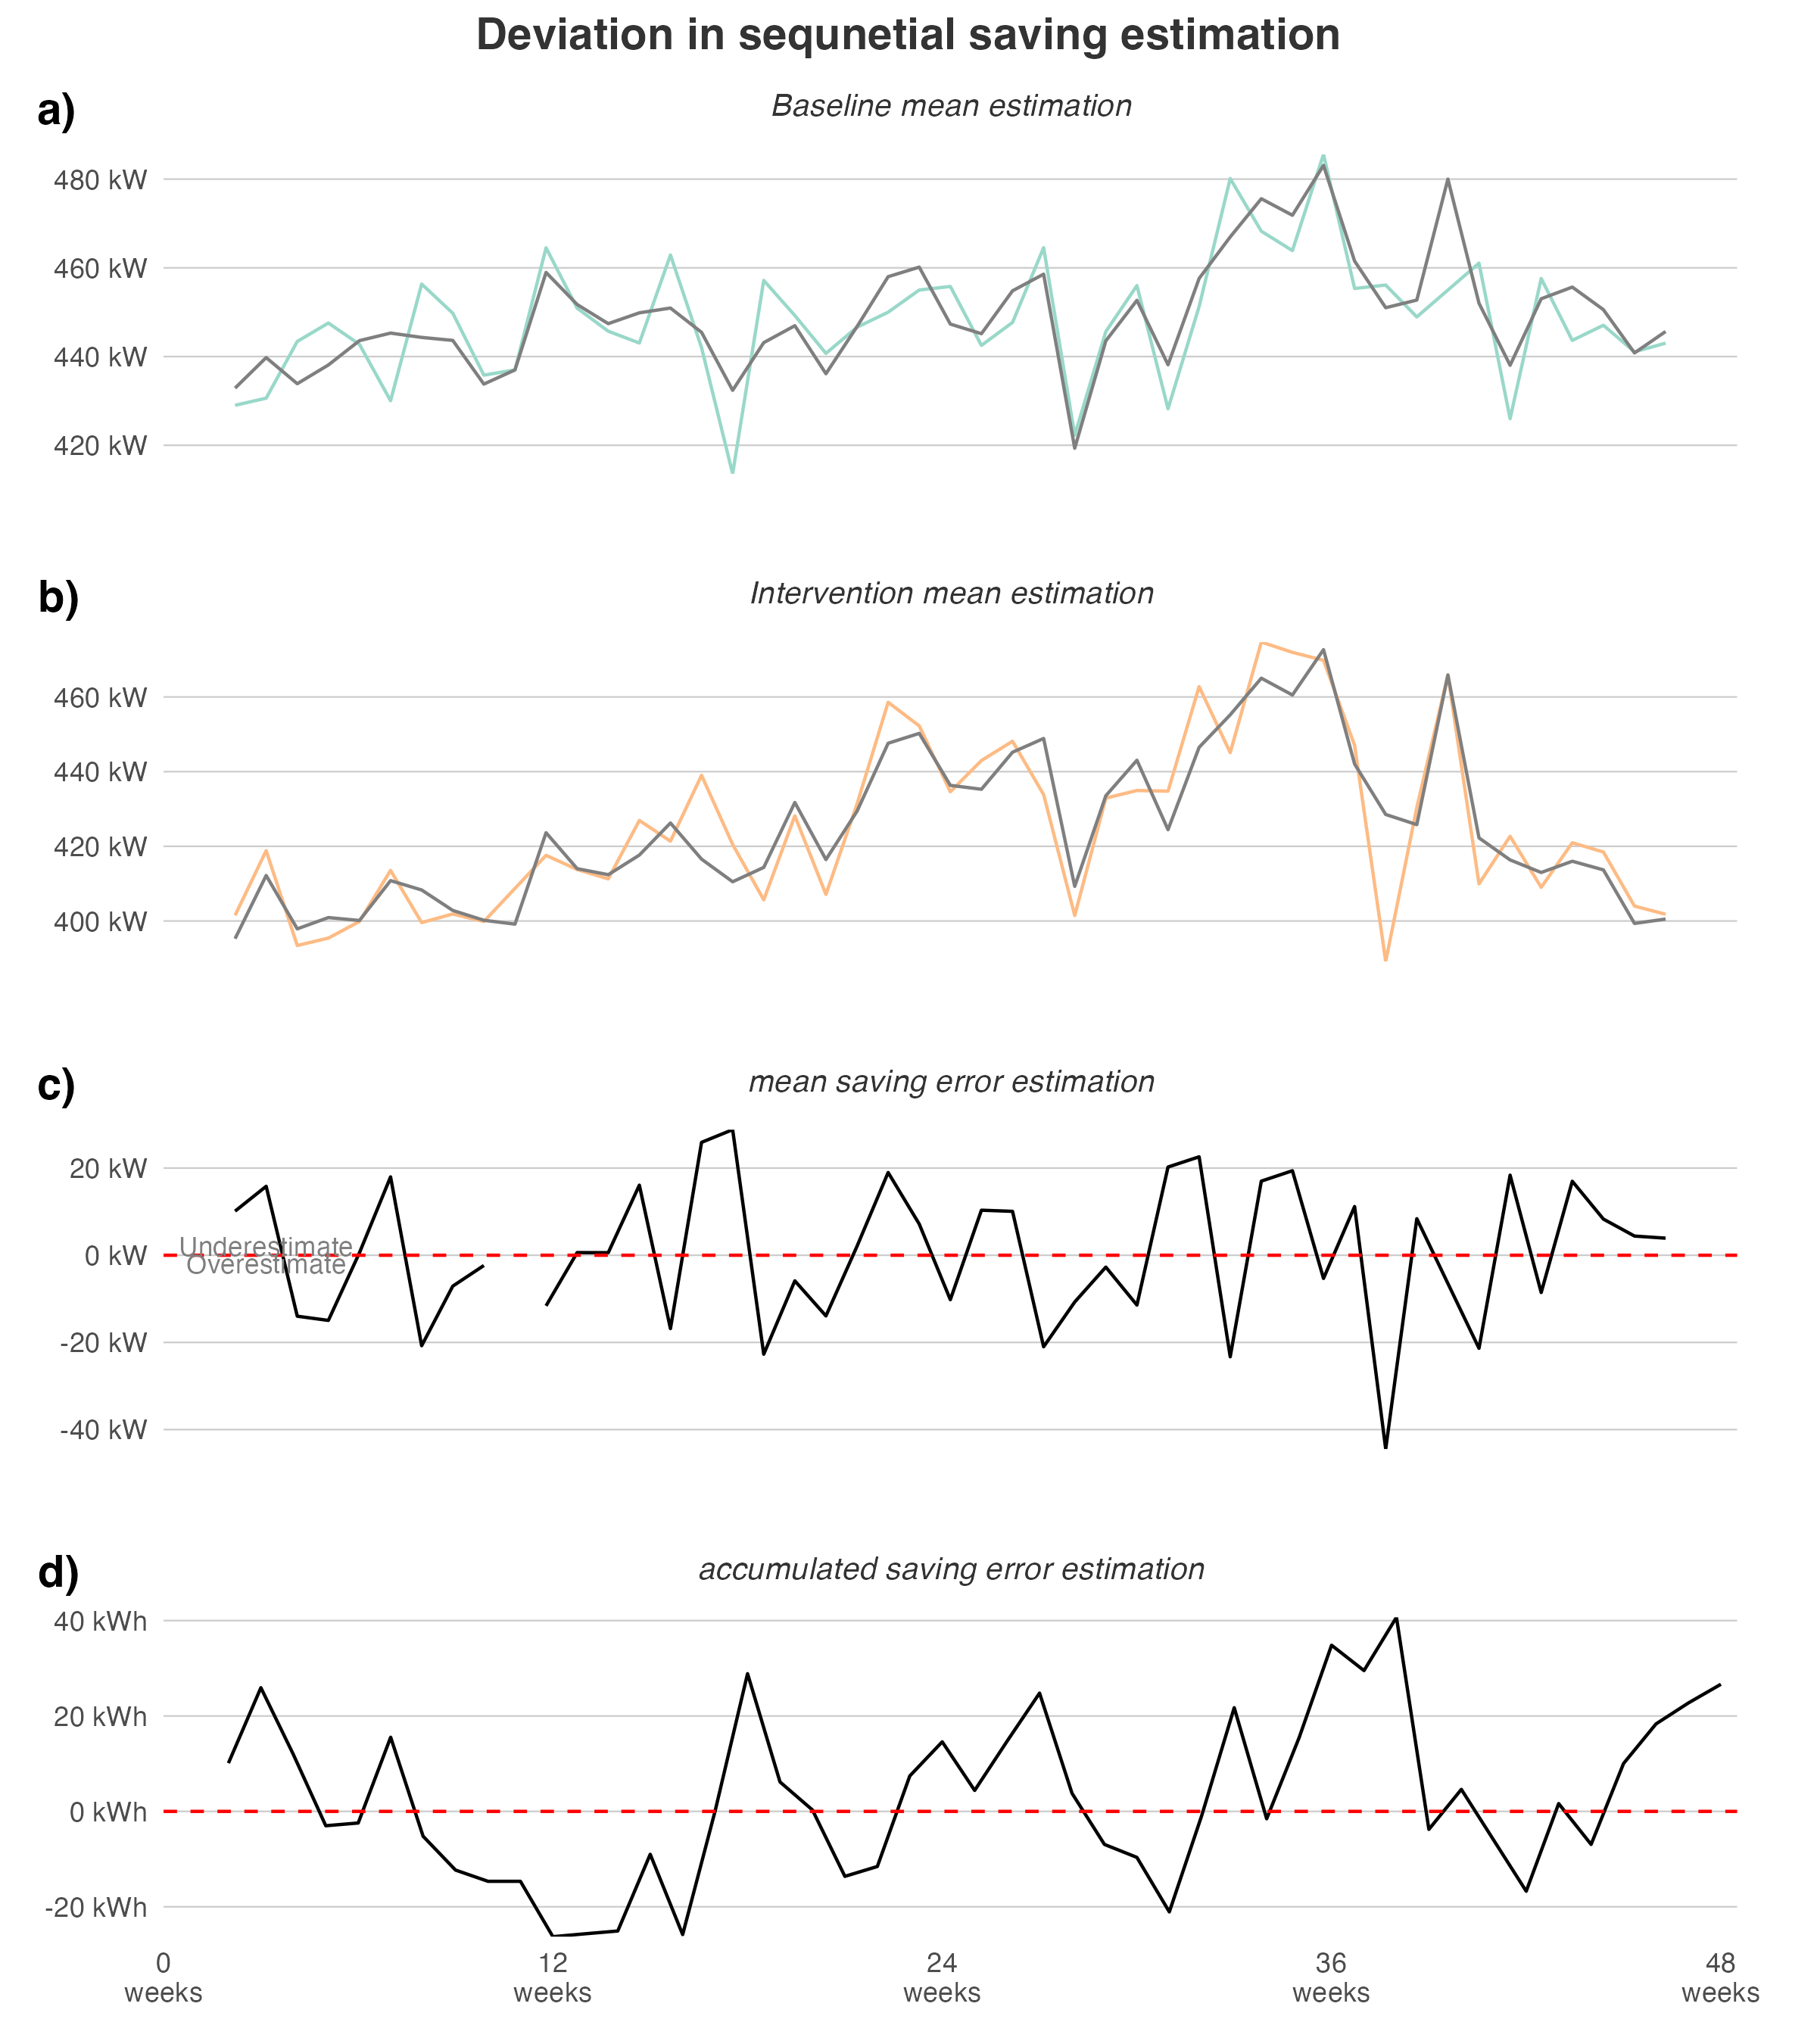 Deviation in sequnetial saving estimation
a)
Baseline mean estimation
480 kW
460 kW
440 kW
420 kW
b)
Intervention mean estimation
460 kW
440 kW
420 kW
400 kW
c)
mean saving error estimation
20 kW
Underestimate
0 kW
Overestimate
-20 kW
-40 kW
d)
accumulated saving error estimation
40 kWh
20 kWh
0 kWh
-20 kWh
0 12 24 36 48
weeks weeks weeks weeks weeks